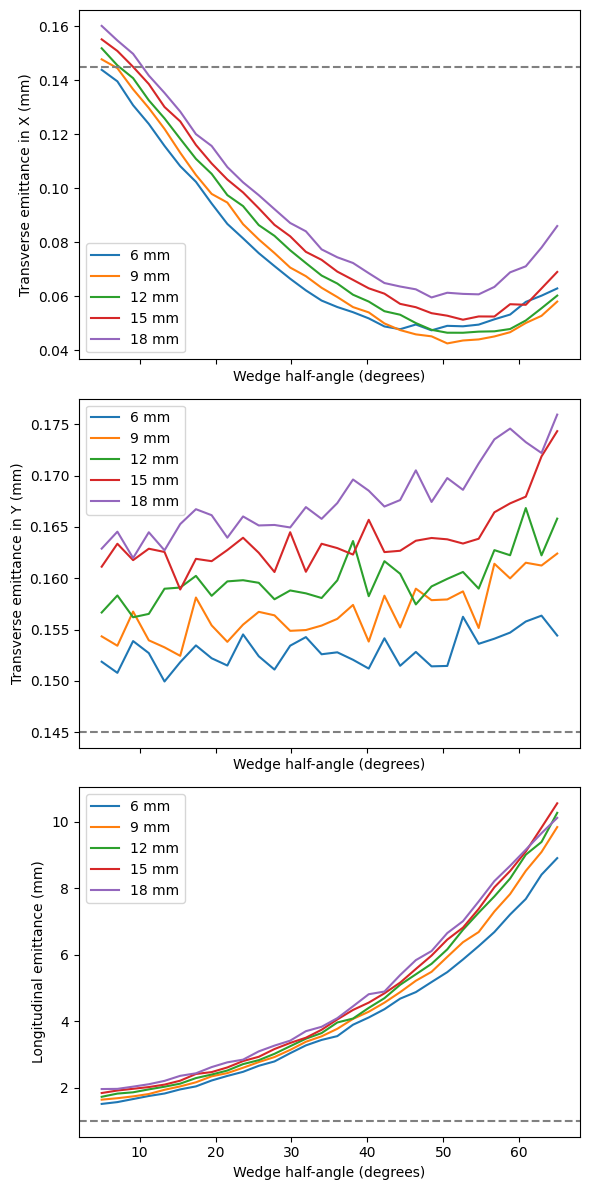 Transverse emittance in X (mm)
0.16
0.14
0.12
0.10
0.08
0.06
0.04
6 mm
9 mm
12 mm
15 mm
18 mm
Wedge half-angle (degrees)
Transverse emittance in Y (mm)
0.175
0.170
0.165
0.160
0.155
0.150
0.145
6 mm
9 mm
12 mm
15 mm
18 mm
Wedge half-angle (degrees)
Longitudinal emittance (mm)
10
8
6
4
2
6 mm
9 mm
12 mm
15 mm
18 mm
10 20 30 40 50 60
Wedge half-angle (degrees)